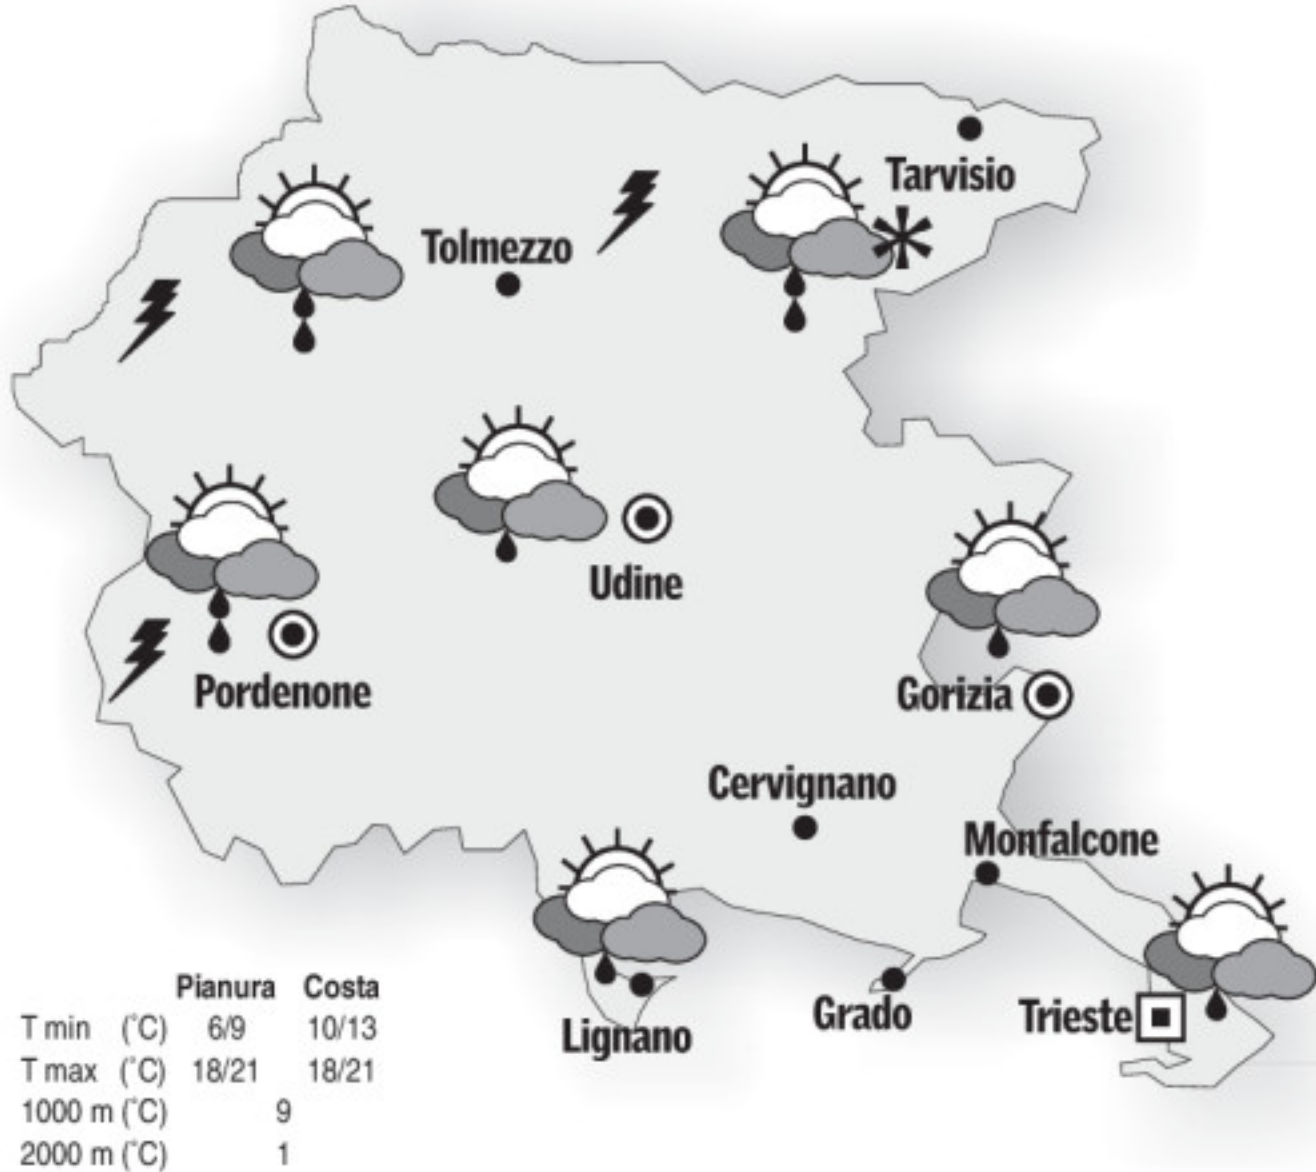 Tarvisio
Tolmezzo
Udine
Pordenone
Gorizia
Cervignano
Monfalcone
Grado
Trieste
Lignano
Pianura Costa
T min (°C) 6/9 10/13
T max (°C) 18/21 18/21
1000 m (°C) 9
2000 m (°C) 1